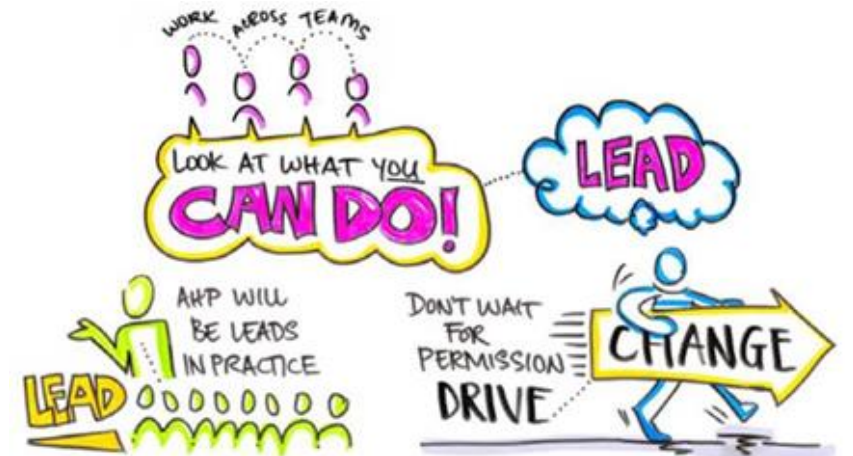 WORK ACROSS TEAMS
LOOK AT WHAT YOU
CAN DO!
LEAD
AHP WILL
BE LEADS
IN PRACTICE
LEAD
DON'T WAIT
FOR
PERMISSION
DRIVE
CHANGE